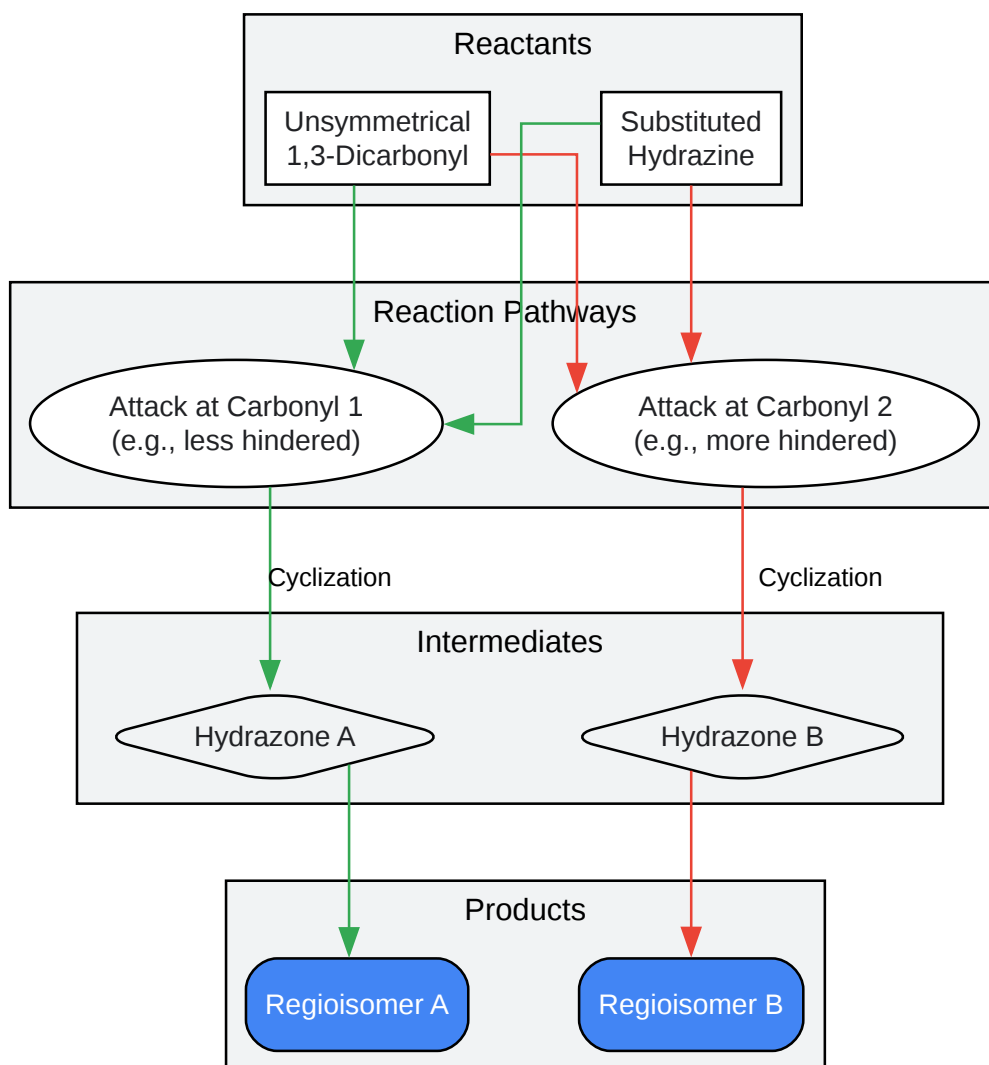 Reactants
Unsymmetrical
1,3-Dicarbonyl
Substituted
Hydrazine
Reaction Pathways
Attack at Carbonyl 1
(e.g., less hindered)
Attack at Carbonyl 2
(e.g., more hindered)
Cyclization
Cyclization
Intermediates
Hydrazone A
Hydrazone B
Products
Regioisomer A
Regioisomer B